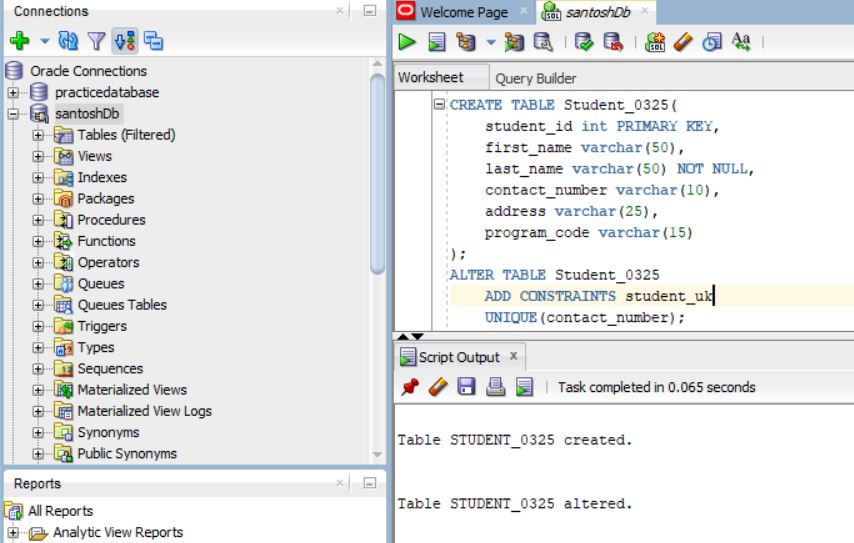 Connections
Oracle Connections
practicedatabase
santoshDb
Tables (Filtered)
Views
Indexes
Packages
Procedures
Functions
Operators
Queues
Queues Tables
Triggers
Types
Sequences
Materialized Views
Materialized View Logs
Synonyms
Public Synonyms
Reports
All Reports
Analytic View Reports
Welcome Page
santoshDb
Worksheet
Query Builder
CREATE TABLE Student_0325(
student_id int PRIMARY KEY,
first_name varchar(50),
last_name varchar(50) NOT NULL,
contact_number varchar(10),
address varchar(25),
program_code varchar(15)
);
ALTER TABLE Student_0325
ADD CONSTRAINTS student_uk
UNIQUE(contact_number);
Script Output
Task completed in 0.065 seconds
Table STUDENT_0325 created.
Table STUDENT_0325 altered.